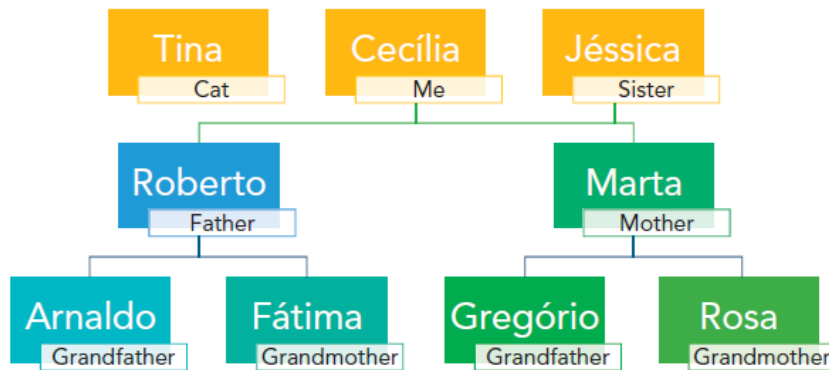 Tina
Cat
Cecília
Me
Jéssica
Sister
Roberto
Father
Marta
Mother
Arnaldo
Grandfather
Fátima
Grandmother
Gregório
Grandfather
Rosa
Grandmother